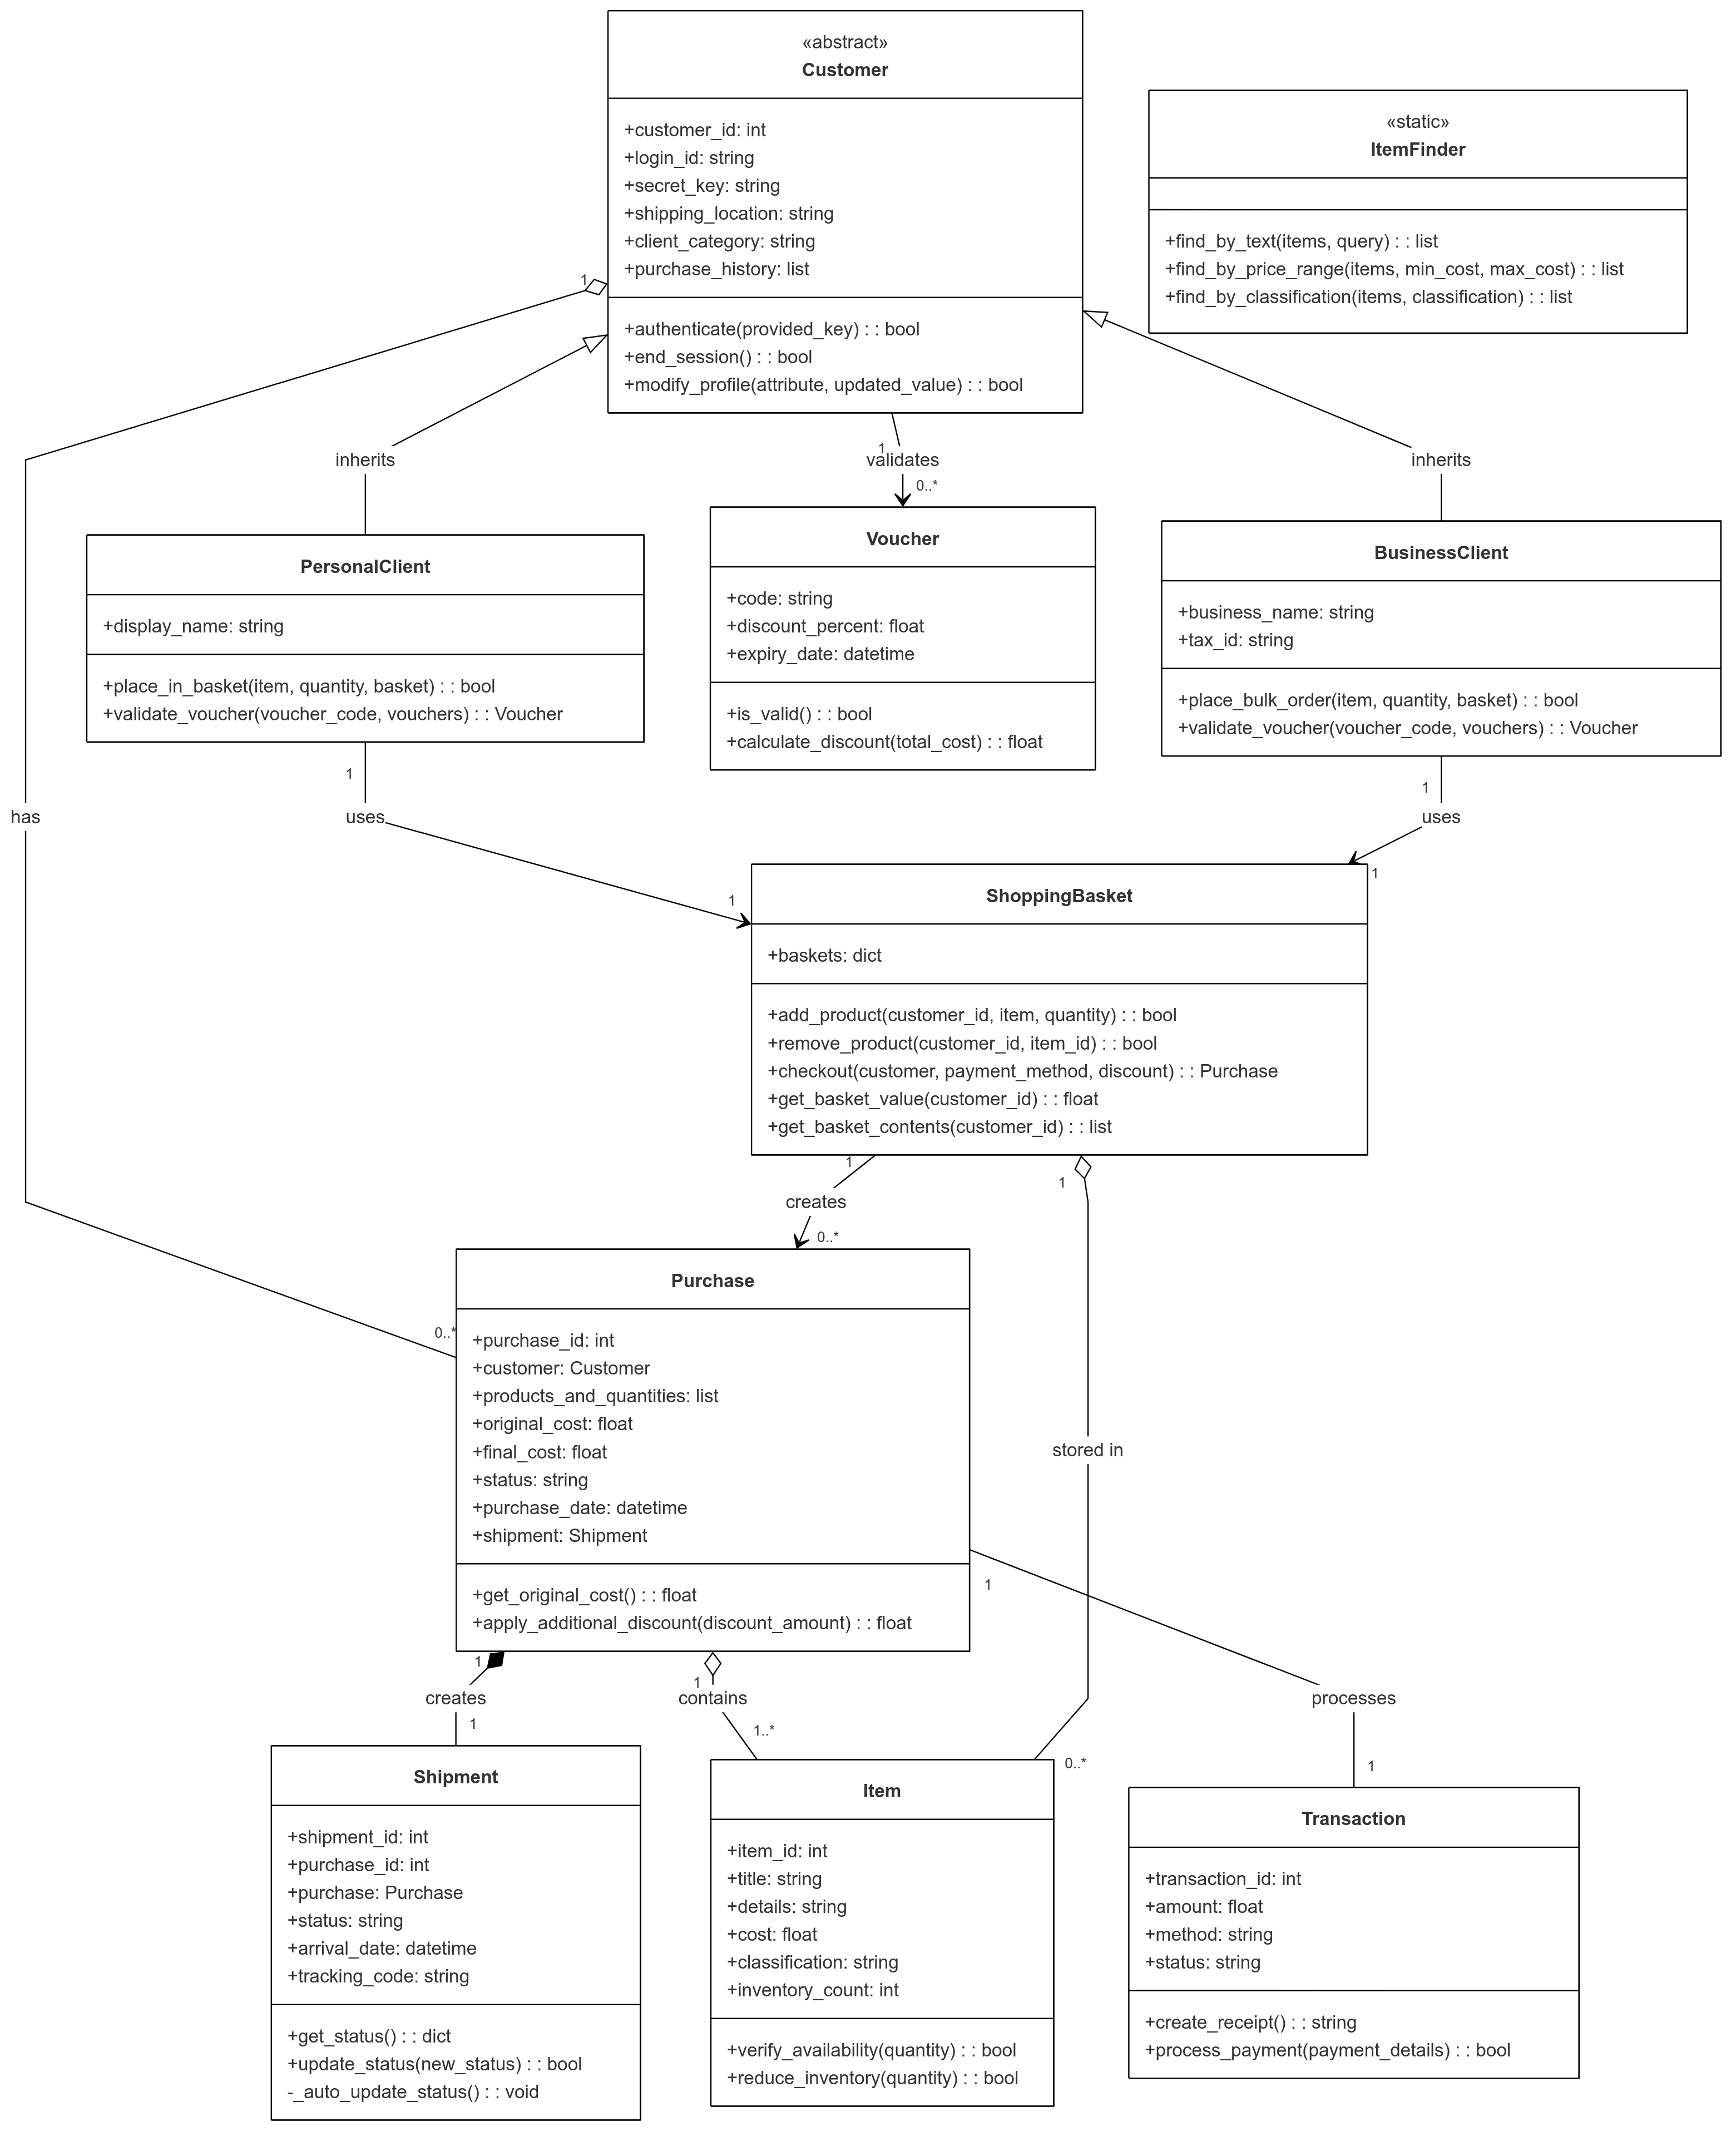 «abstract»
Customer
+customer_id: int
+login_id: string
+secret_key: string
+shipping_location: string
+client_category: string
+purchase_history: list
+authenticate(provided_key) : : bool
+end_session() : : bool
+modify_profile(attribute, updated_value) : : bool
«static»
ItemFinder
+find_by_text(items, query) : : list
+find_by_price_range(items, min_cost, max_cost) : : list
+find_by_classification(items, classification) : : list
1
inherits
1
validates
0..*
inherits
PersonalClient
+display_name: string
+place_in_basket(item, quantity, basket) : : bool
+validate_voucher(voucher_code, vouchers) : : Voucher
Voucher
+code: string
+discount_percent: float
+expiry_date: datetime
+is_valid() : : bool
+calculate_discount(total_cost) : : float
BusinessClient
+business_name: string
+tax_id: string
+place_bulk_order(item, quantity, basket) : : bool
+validate_voucher(voucher_code, vouchers) : : Voucher
has
1
uses
1
1
uses
1
ShoppingBasket
+baskets: dict
+add_product(customer_id, item, quantity) : : bool
+remove_product(customer_id, item_id) : : bool
+checkout(customer, payment_method, discount) : : Purchase
+get_basket_value(customer_id) : : float
+get_basket_contents(customer_id) : : list
1
creates
0..*
1
0..*
Purchase
+purchase_id: int
+customer: Customer
+products_and_quantities: list
+original_cost: float
+final_cost: float
+status: string
+purchase_date: datetime
+shipment: Shipment
+get_original_cost() : : float
+apply_additional_discount(discount_amount) : : float
stored in
1
1
creates
1
1
contains
1..*
0..*
processes
1
Shipment
+shipment_id: int
+purchase_id: int
+purchase: Purchase
+status: string
+arrival_date: datetime
+tracking_code: string
+get_status() : : dict
+update_status(new_status) : : bool
-_auto_update_status() : : void
Item
+item_id: int
+title: string
+details: string
+cost: float
+classification: string
+inventory_count: int
+verify_availability(quantity) : : bool
+reduce_inventory(quantity) : : bool
Transaction
+transaction_id: int
+amount: float
+method: string
+status: string
+create_receipt() : : string
+process_payment(payment_details) : : bool